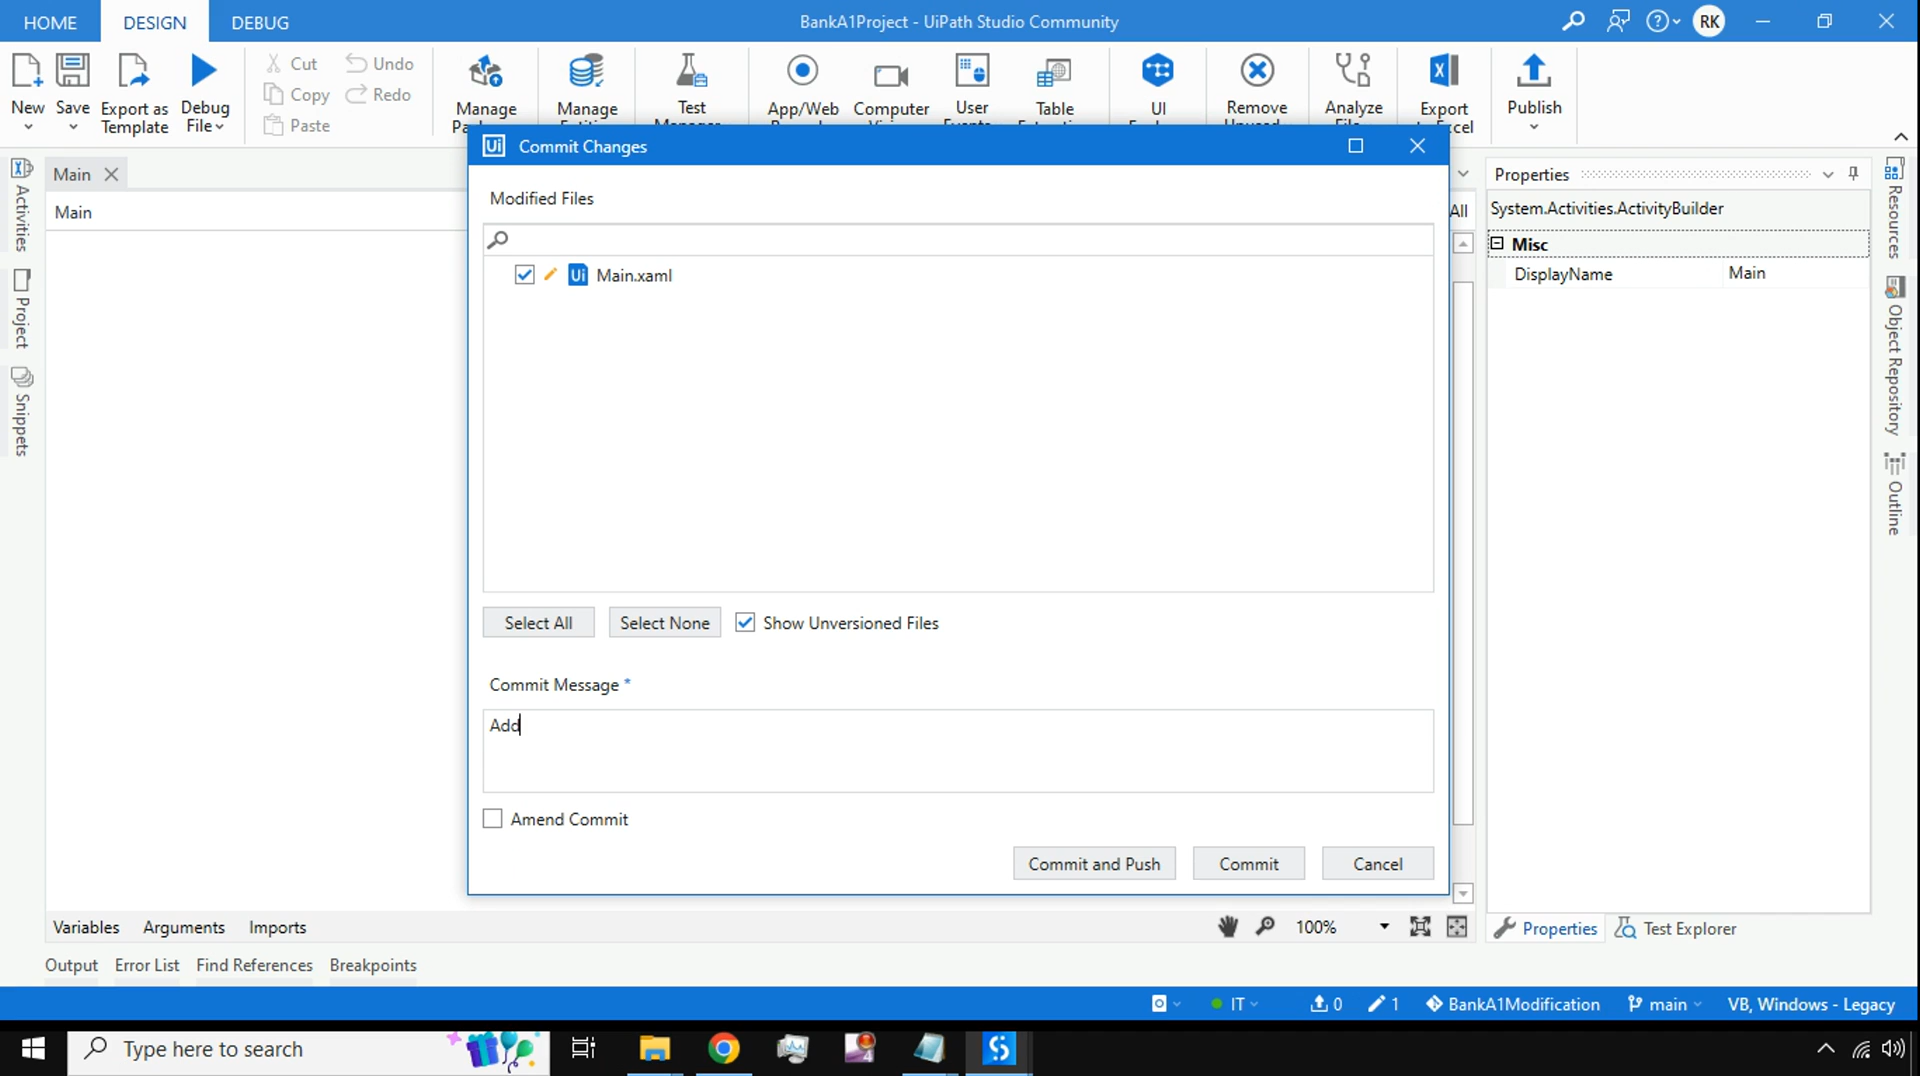 HOME
DESIGN
DEBUG
BankA1Project - UiPath Studio Community
RK
New
Save
Export as
Template
Debug
File
Cut
Copy
Paste
Undo
Redo
Manage
Manage
Test
App/Web
Computer
User
Table
UI
Remove
Analyze
Export
Publish
Ui Commit Changes
Activities
Project
Snippets
Main
Main
Modified Files
Ui Main.xaml
Select All
Select None
Show Unversioned Files
Commit Message *
Add
Amend Commit
Commit and Push
Commit
Cancel
All
Properties
System.Activities.ActivityBuilder
Misc
DisplayName
Main
Resources
Object Repository
Outline
Variables
Arguments
Imports
100%
Properties
Test Explorer
Output
Error List
Find References
Breakpoints
IT
0
1
BankA1Modification
main
VB, Windows - Legacy
Type here to search